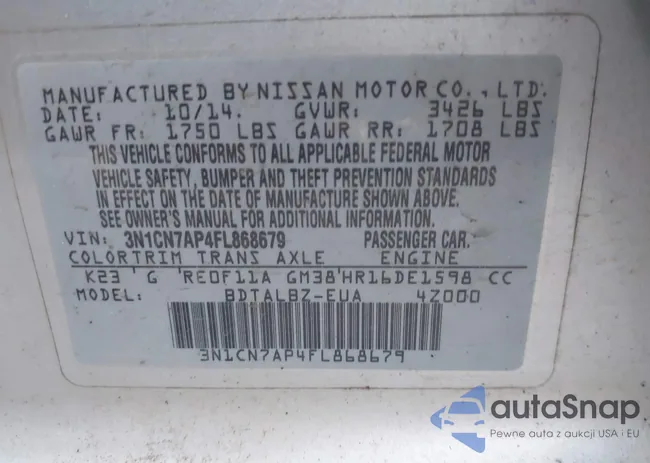 MANUFACTURED BY NISSAN MOTOR CO., LTD.
DATE: 10/14. GVWR: 3426 LBS
GAWR FR: 1750 LBS GAWR RR: 1708 LBS
THIS VEHICLE CONFORMS TO ALL APPLICABLE FEDERAL MOTOR
VEHICLE SAFETY, BUMPER AND THEFT PREVENTION STANDARDS
IN EFFECT ON THE DATE OF MANUFACTURE SHOWN ABOVE.
SEE OWNER'S MANUAL FOR ADDITIONAL INFORMATION.
VIN: 3N1CN7AP4FL868679 PASSENGER CAR.
COLORTRIM TRANS AXLE ENGINE
K23 'G 'RE0F11A GM38'HR16DE1598 CC
MODEL: BDTALBZ-EUA 4Z000
3N1CN7AP4FL868679
autaSnap
Pewne auta z aukcji USA i EU